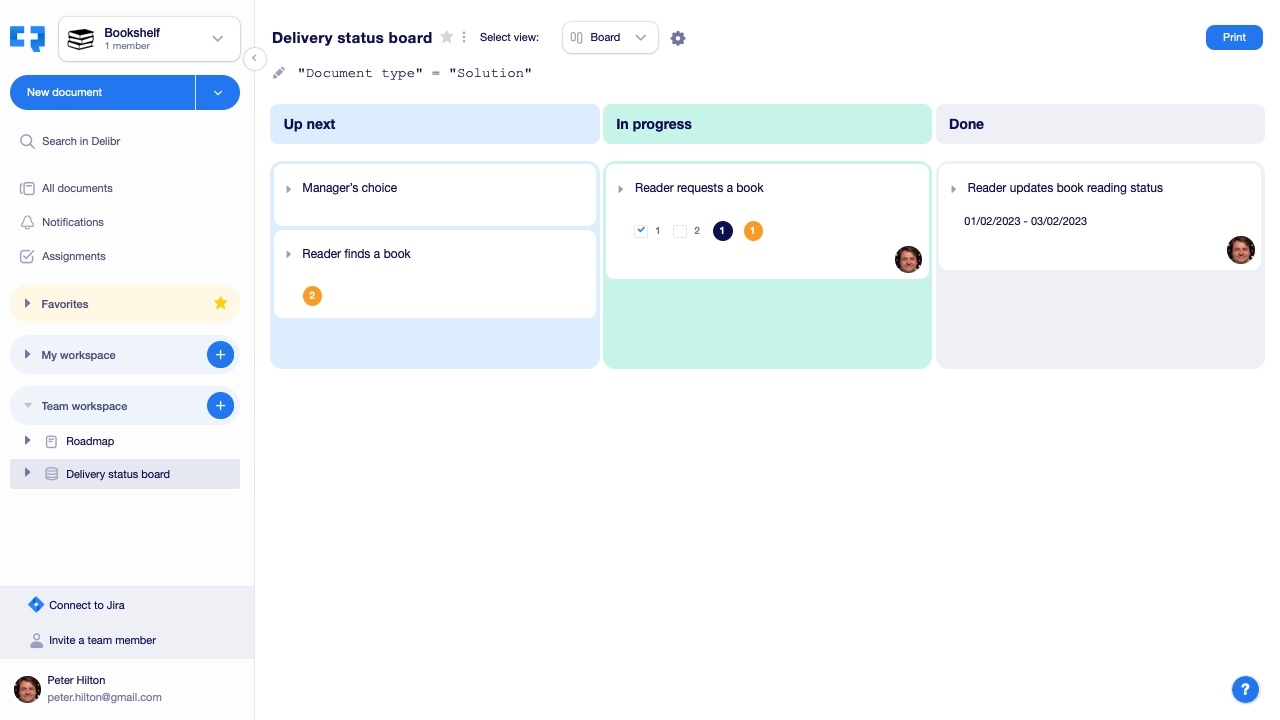 Bookshelf
1 member
New document
Search in Delibr
All documents
Notifications
Assignments
Favorites
My workspace
Team workspace
Roadmap
Delivery status board
Connect to Jira
Invite a team member
Peter Hilton
peter.hilton@gmail.com
Delivery status board
Select view:
Board
Print
"Document type" = "Solution"
Up next
Manager's choice
Reader finds a book
2
In progress
Reader requests a book
1 2 1 1
Done
Reader updates book reading status
01/02/2023 - 03/02/2023
?